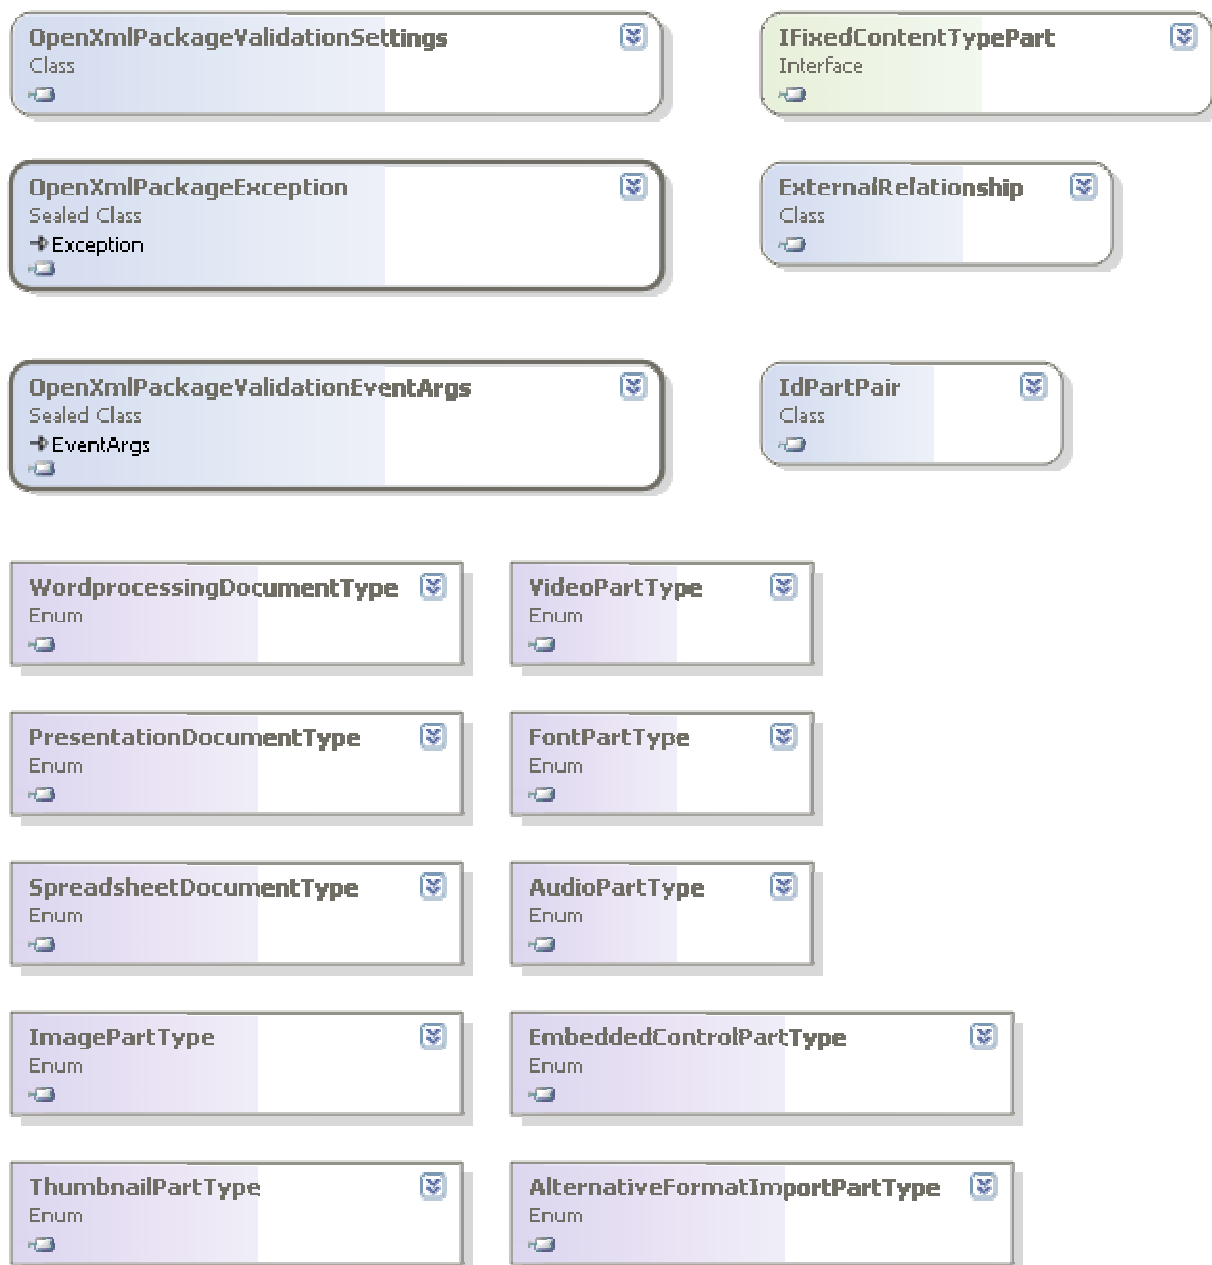 OpenXmlPackageValidationSettings
Class
IFixedContentTypePart
Interface
OpenXmlPackageException
Sealed Class
Exception
ExternalRelationship
Class
OpenXmlPackageValidationEventArgs
Sealed Class
EventArgs
IdPartPair
Class
WordprocessingDocumentType
Enum
VideoPartType
Enum
PresentationDocumentType
Enum
FontPartType
Enum
SpreadsheetDocumentType
Enum
AudioPartType
Enum
ImagePartType
Enum
EmbeddedControlPartType
Enum
ThumbnailPartType
Enum
AlternativeFormatImportPartType
Enum